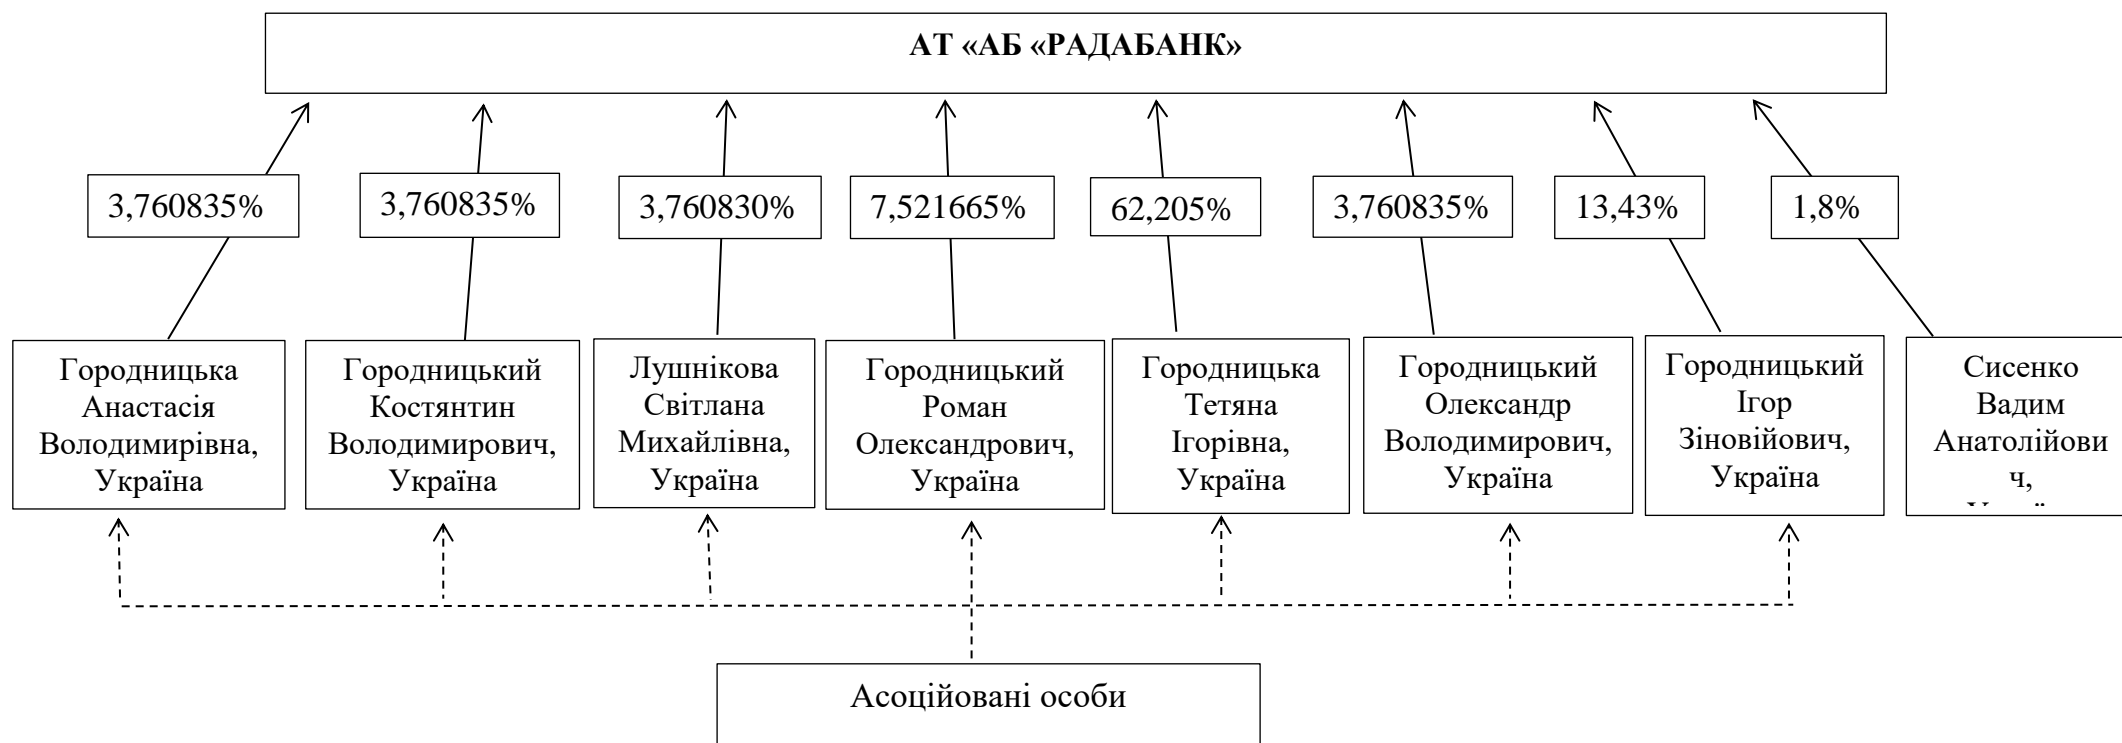 АТ «АБ «РАДАБАНК»
3,760835%
3,760835%
3,760830%
7,521665%
62,205%
3,760835%
13,43%
1,8%
Городницька
Анастасія
Володимирівна,
Україна
Городницький
Костянтин
Володимирович,
Україна
Лушнікова
Світлана
Михайлівна,
Україна
Городницький
Роман
Олександрович,
Україна
Городницька
Тетяна
Ігорівна,
Україна
Городницький
Олександр
Володимирович,
Україна
Городницький
Ігор
Зіновійович,
Україна
Сисенко
Вадим
Анатолійови
ч,
Асоційовані особи